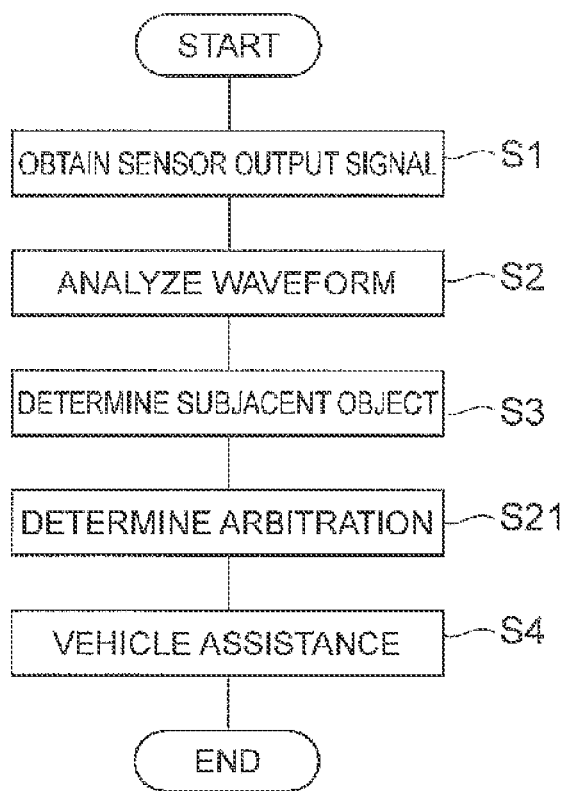 START
OBTAIN SENSOR OUTPUT SIGNAL S1
ANALYZE WAVEFORM S2
DETERMINE SUBJACENT OBJECT S3
DETERMINE ARBITRATION S21
VEHICLE ASSISTANCE S4
END